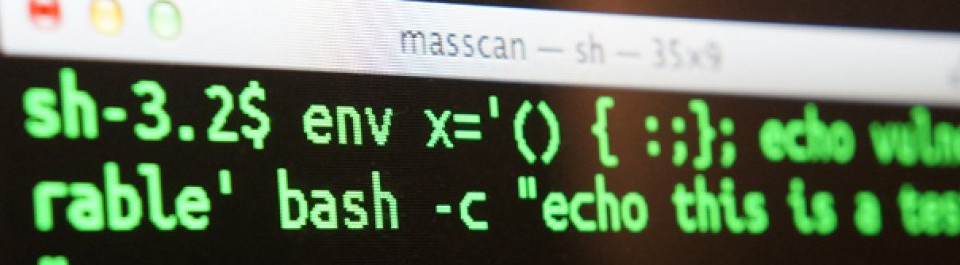 masscan — sh — 35x9
sh-3.2$ env x='() { :;}; echo vulne
rable' bash -c "echo this is a tes
"